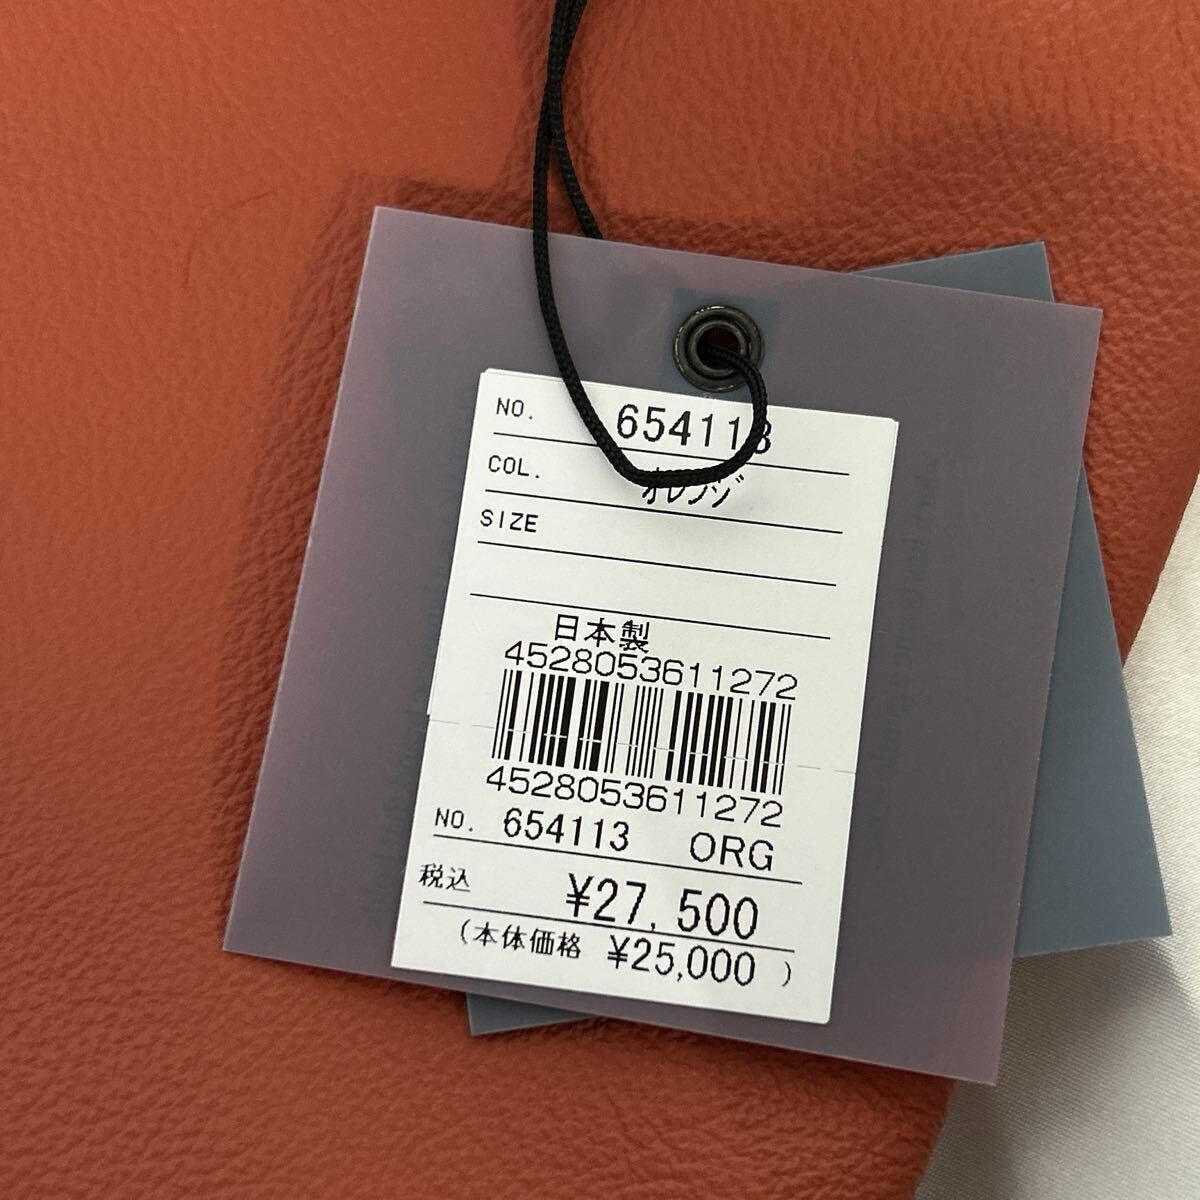 NO. 654113
COL. オレンジ
SIZE
日本製
4528053611272
4528053611272
NO. 654113 ORG
税込 ¥27,500
(本体価格 ¥25,000 )